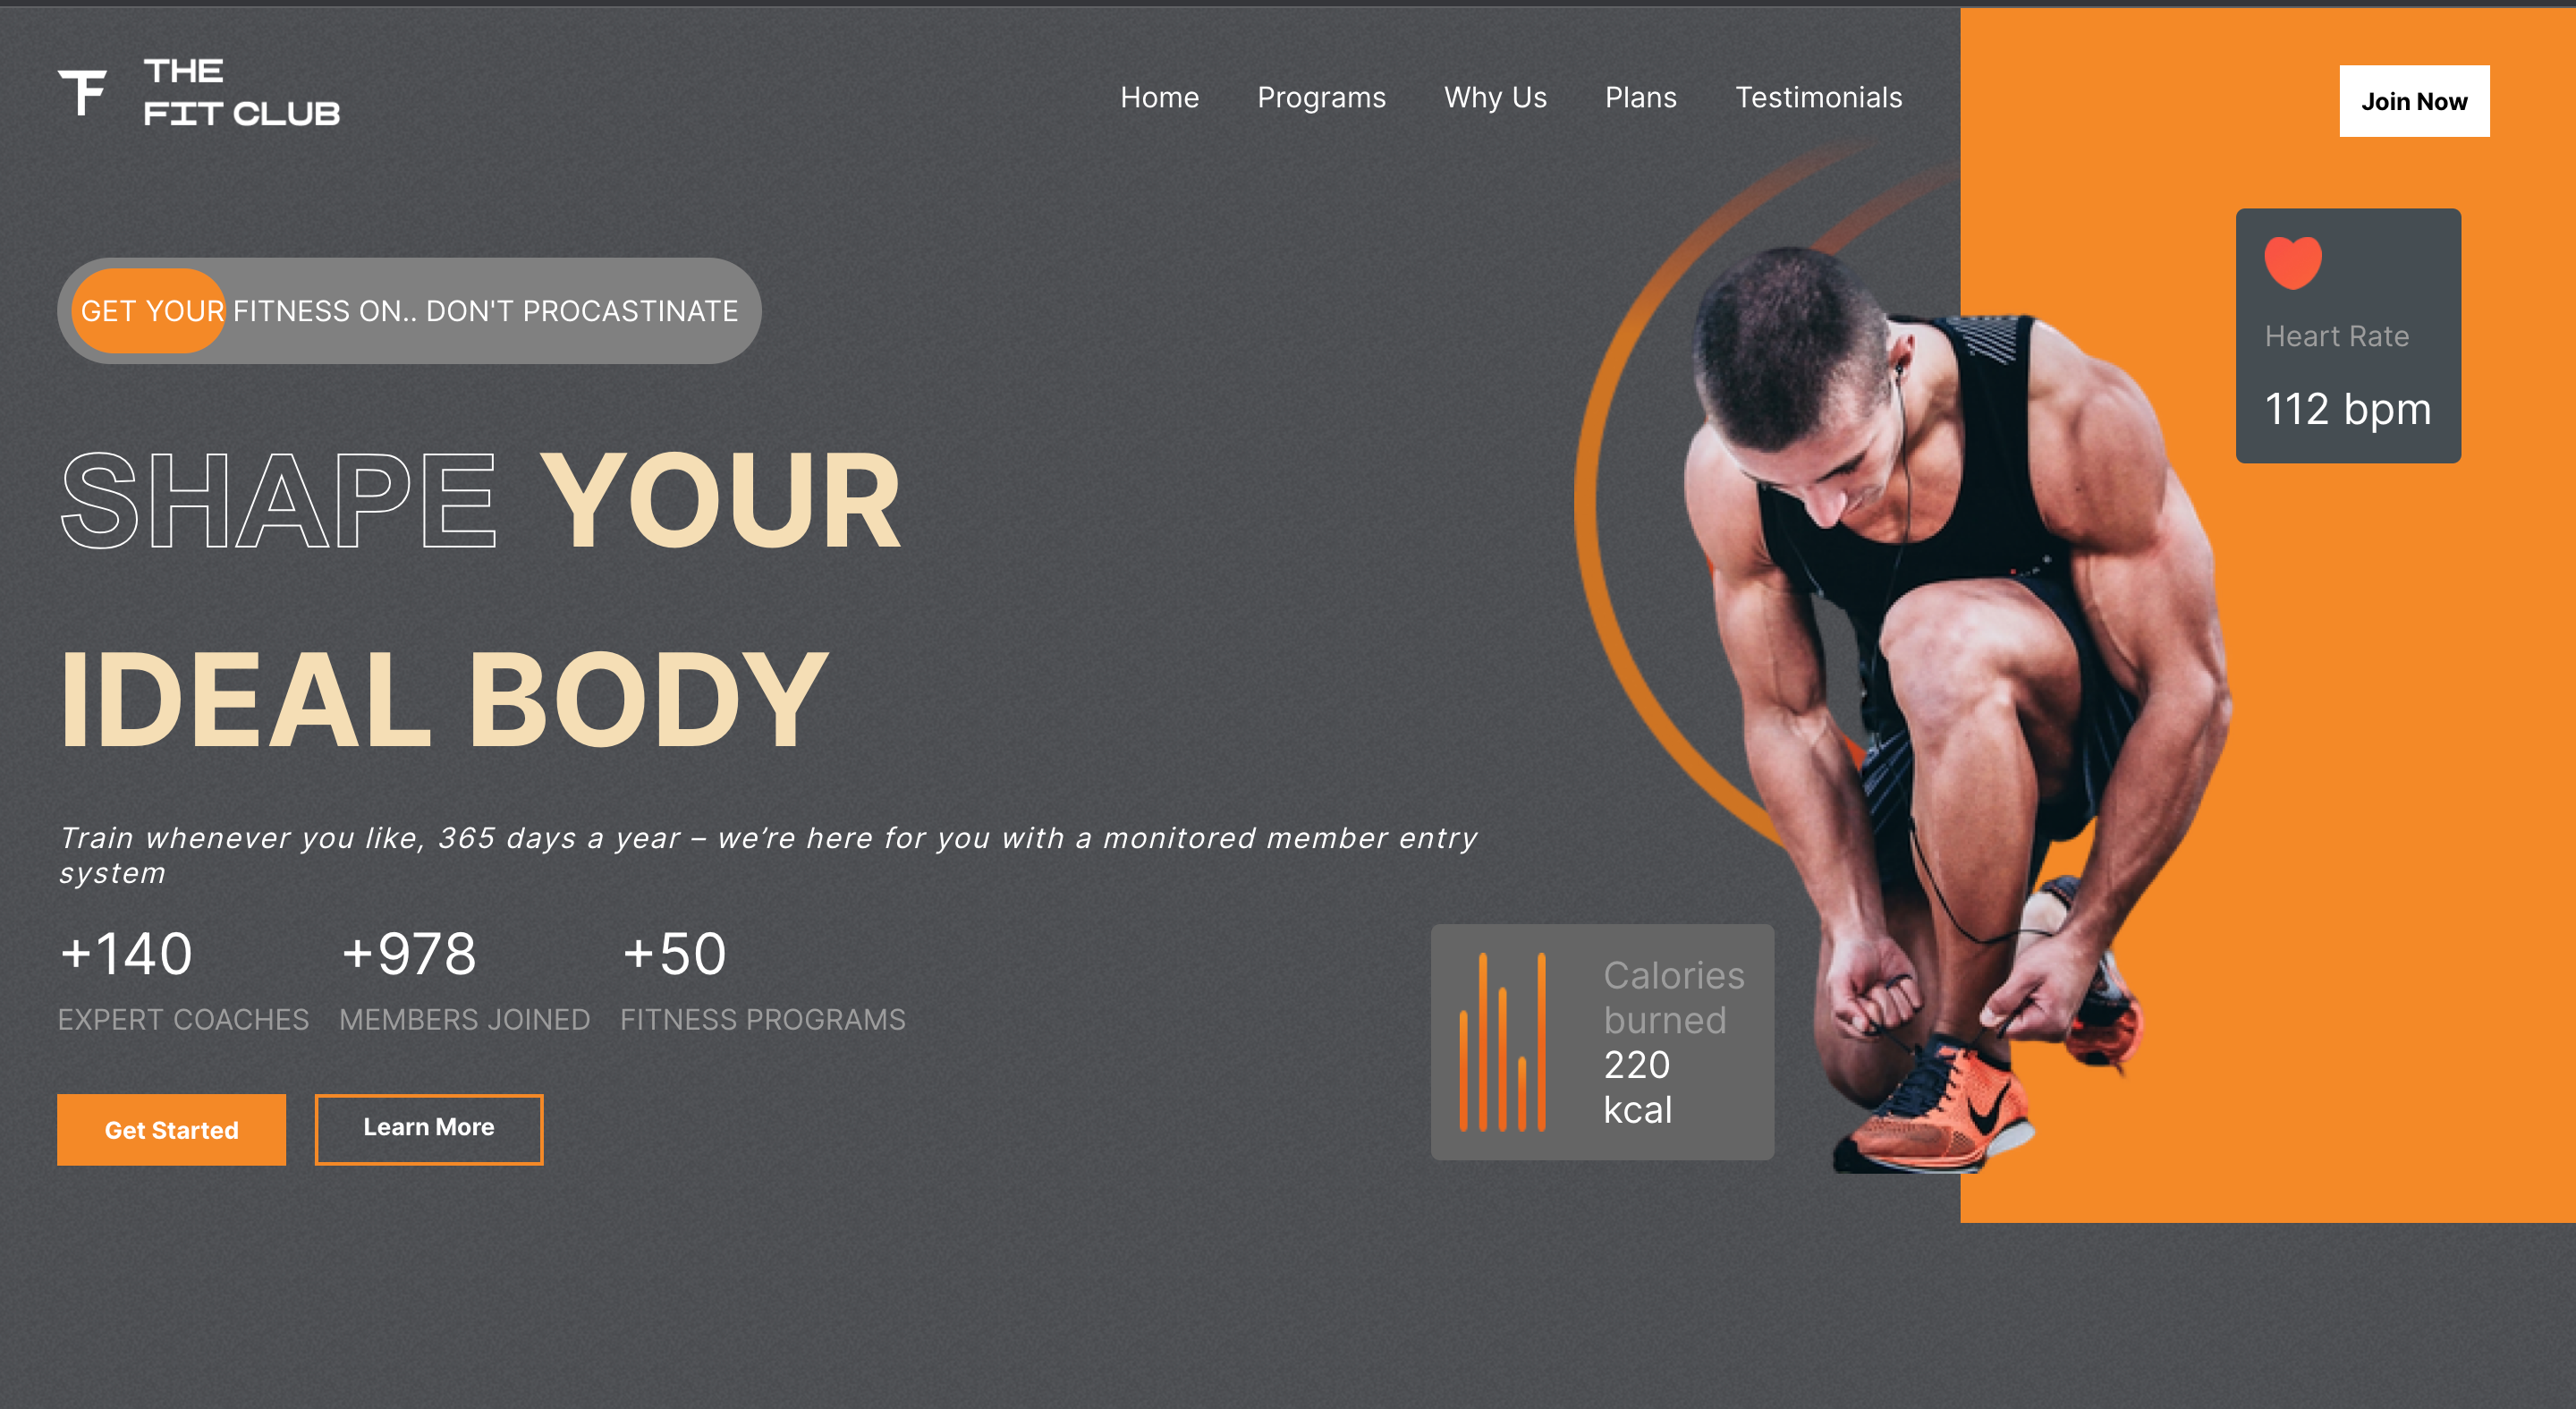 THE
FIT CLUB
Home Programs Why Us Plans Testimonials
Join Now
GET YOUR FITNESS ON.. DON'T PROCASTINATE
SHAPE YOUR
IDEAL BODY
Train whenever you like, 365 days a year – we’re here for you with a monitored member entry
system
+140 +978 +50
EXPERT COACHES MEMBERS JOINED FITNESS PROGRAMS
Get Started Learn More
Heart Rate
112 bpm
Calories
burned
220
kcal